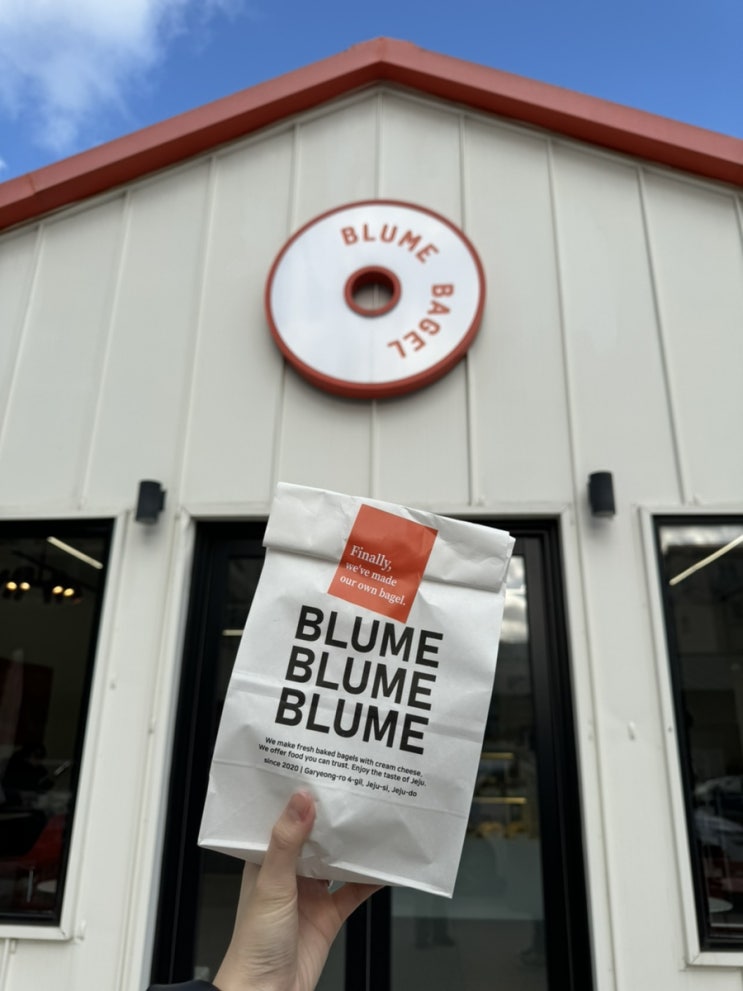 BLUME BAGEL
Finally,
we've made
our own bagel.
BLUME
BLUME
BLUME
We make fresh baked bagels with cream cheese,
We offer food you can trust. Enjoy the taste of Jeju.
since 2020 | Garyeong-ro 4-gil, Jeju-si, Jeju-do